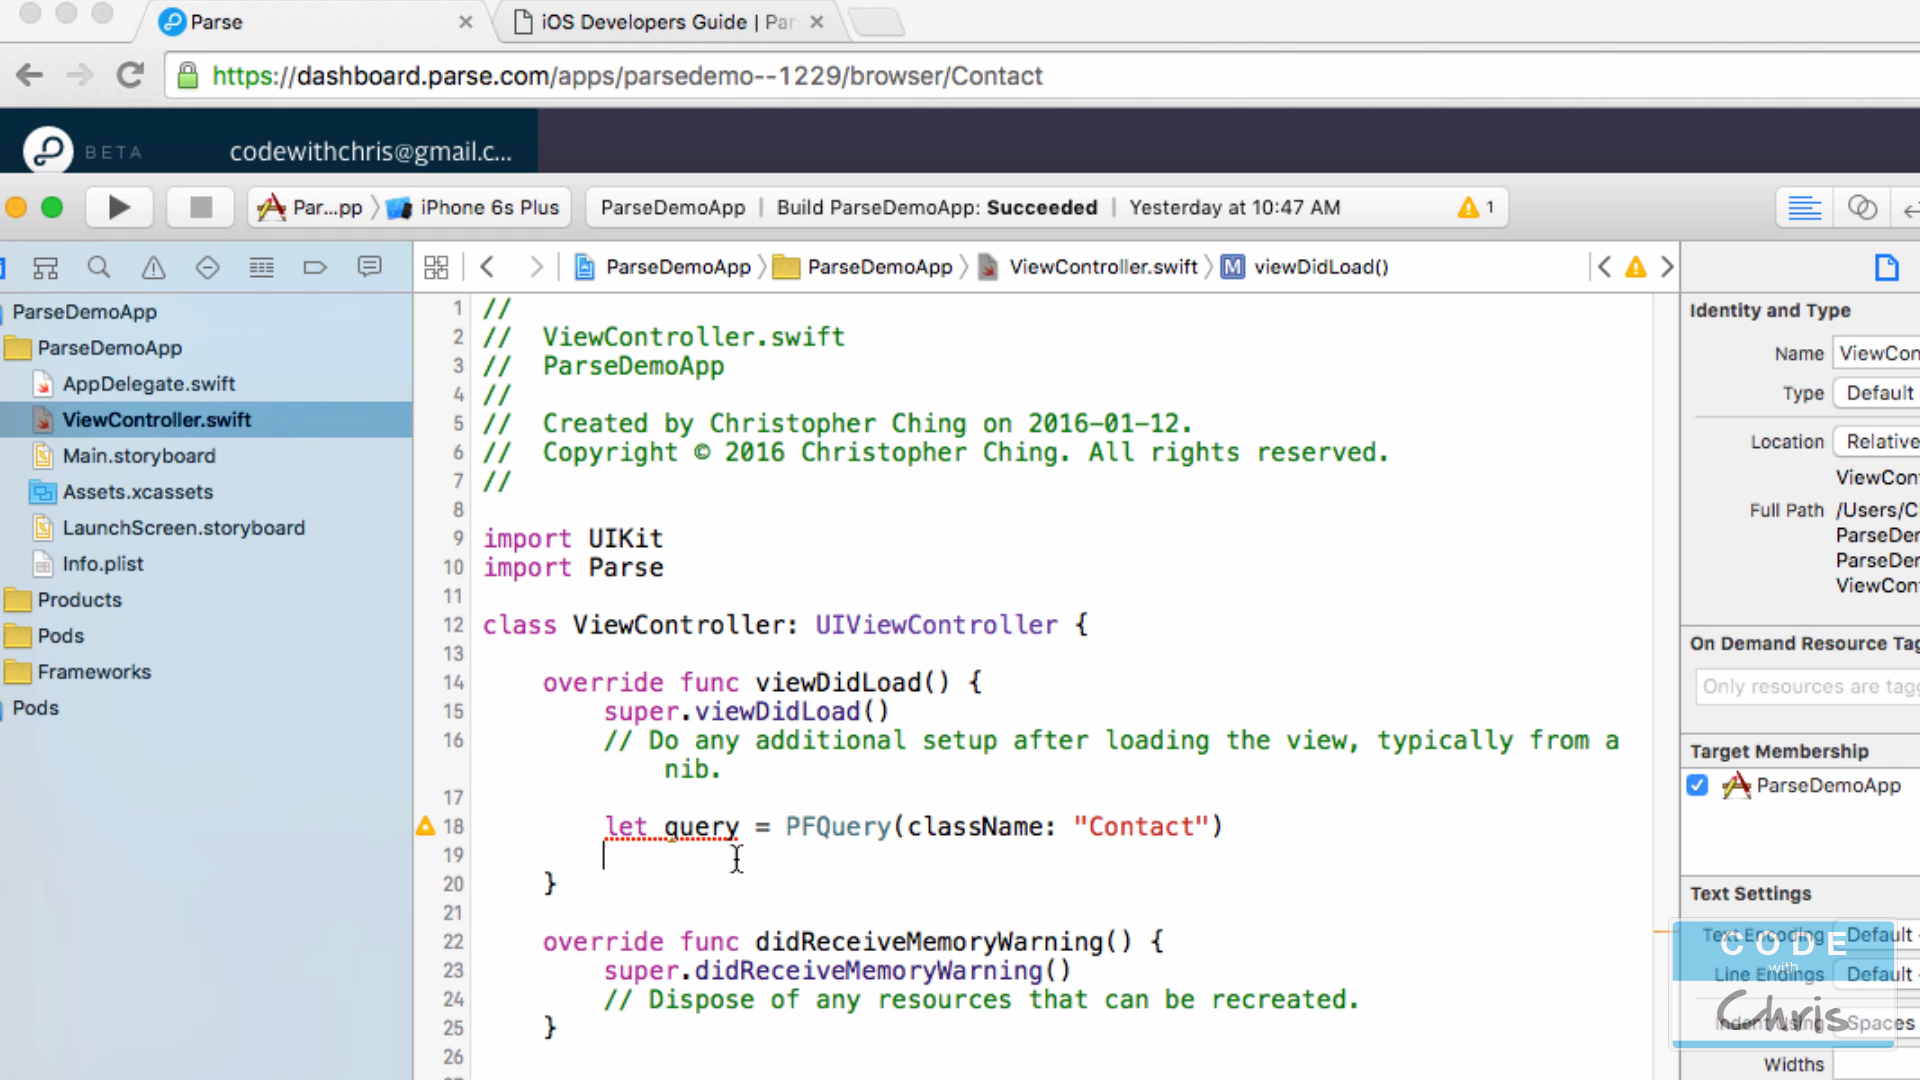 Parse
iOS Developers Guide | Par
https://dashboard.parse.com/apps/parsedemo--1229/browser/Contact
BETA
codewithchris@gmail.c...
Par...pp
iPhone 6s Plus
ParseDemoApp | Build ParseDemoApp: Succeeded | Yesterday at 10:47 AM
1
ParseDemoApp
ParseDemoApp
ViewController.swift
M viewDidLoad()
ParseDemoApp
ParseDemoApp
AppDelegate.swift
ViewController.swift
Main.storyboard
Assets.xcassets
LaunchScreen.storyboard
Info.plist
Products
Pods
Frameworks
Pods
1 //
2 //  ViewController.swift
3 //  ParseDemoApp
4 //
5 //  Created by Christopher Ching on 2016-01-12.
6 //  Copyright © 2016 Christopher Ching. All rights reserved.
7 //
8
9 import UIKit
10 import Parse
11
12 class ViewController: UIViewController {
13
14     override func viewDidLoad() {
15         super.viewDidLoad()
16         // Do any additional setup after loading the view, typically from a
            nib.
17
18         let query = PFQuery(className: "Contact")
19
20     }
21
22     override func didReceiveMemoryWarning() {
23         super.didReceiveMemoryWarning()
24         // Dispose of any resources that can be recreated.
25     }
26
Identity and Type
Name ViewCon
Type Default
Location Relative
ViewCon
Full Path /Users/C
ParseDem
ParseDem
ViewCont
On Demand Resource Tag
Only resources are tagg
Target Membership
ParseDemoApp
Text Settings
Text Encoding Default
Line Endings Default
Indent Using Spaces
Widths
CODE
with
Chris